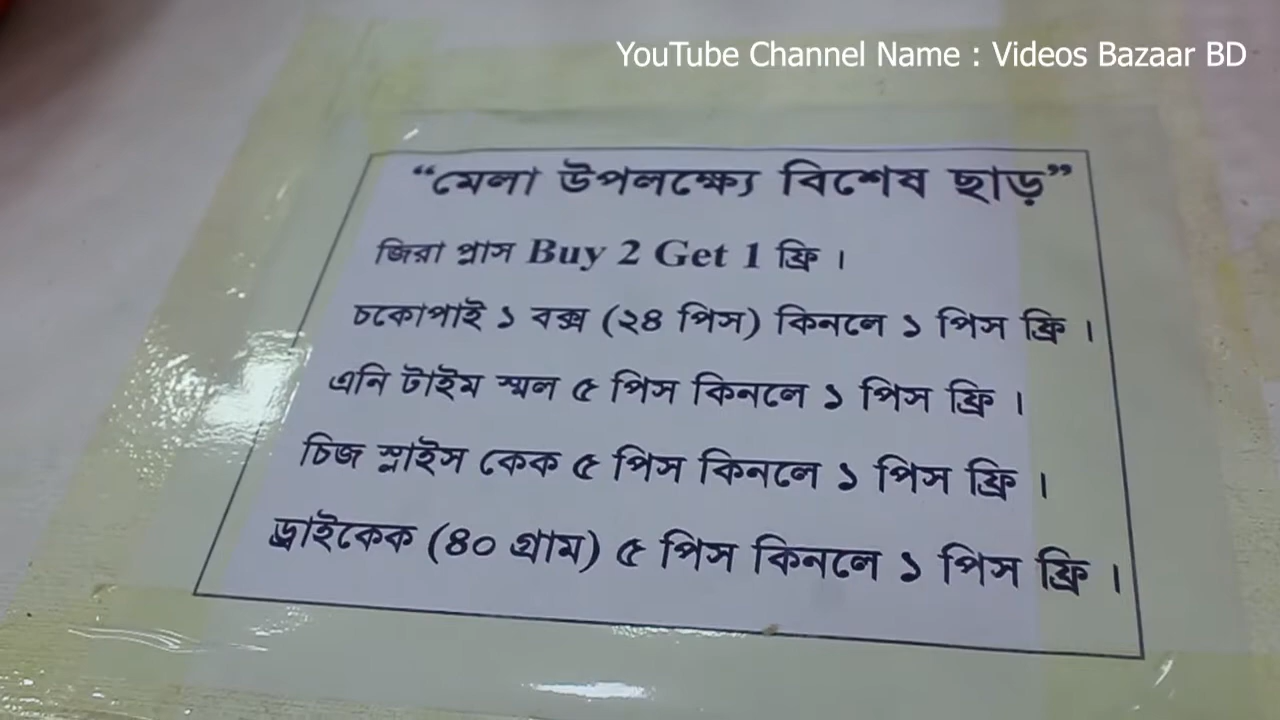 YouTube Channel Name : Videos Bazaar BD
“মেলা উপলক্ষ্যে বিশেষ ছাড়”
জিরা প্লাস Buy 2 Get 1 ফ্রি ।
চকোপাই ১ বক্স (২৪ পিস) কিনলে ১ পিস ফ্রি ।
এনি টাইম স্মল ৫ পিস কিনলে ১ পিস ফ্রি ।
চিজ স্লাইস কেক ৫ পিস কিনলে ১ পিস ফ্রি ।
ড্রাইকেক (৪০ গ্রাম) ৫ পিস কিনলে ১ পিস ফ্রি ।